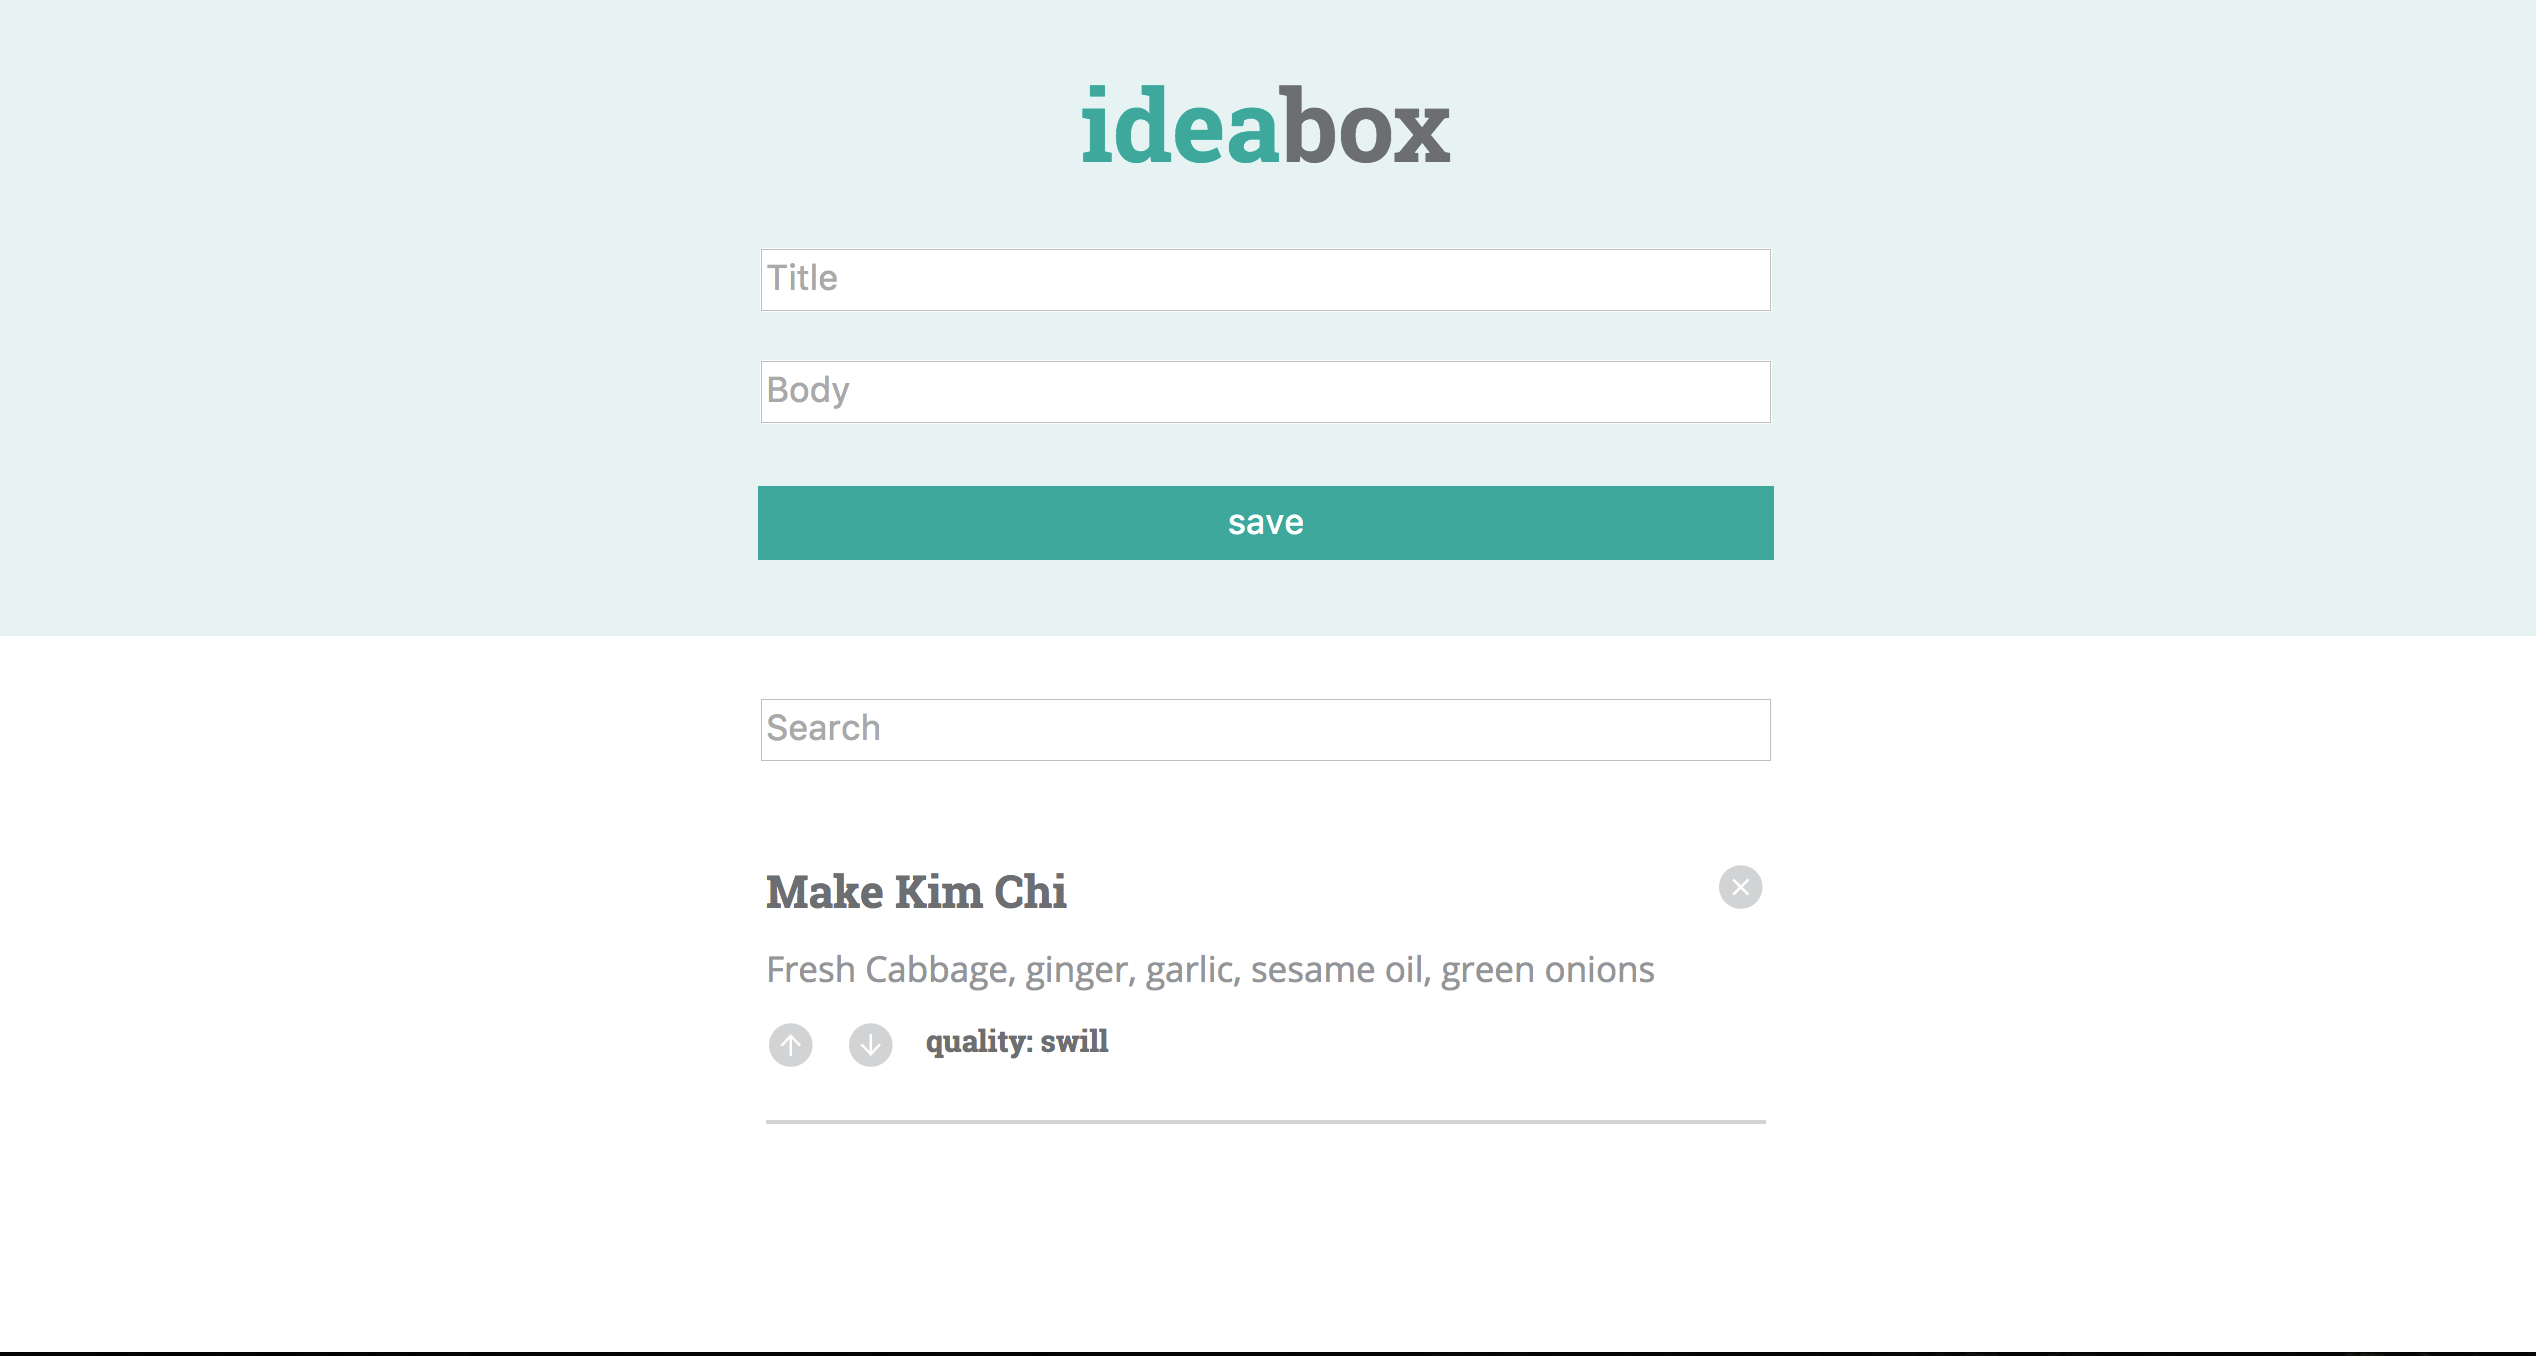 ideabox
Title
Body
save
Search
Make Kim Chi
Fresh Cabbage, ginger, garlic, sesame oil, green onions
quality: swill